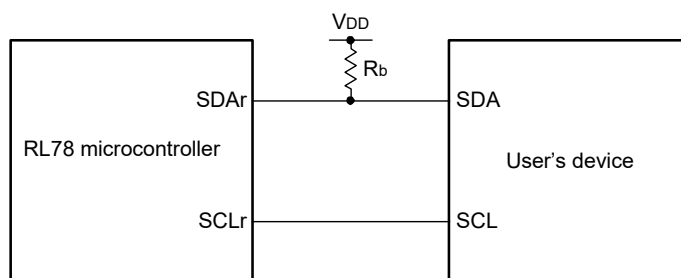 VDD
Rb
SDAr SDA
RL78 microcontroller
User's device
SCLr SCL